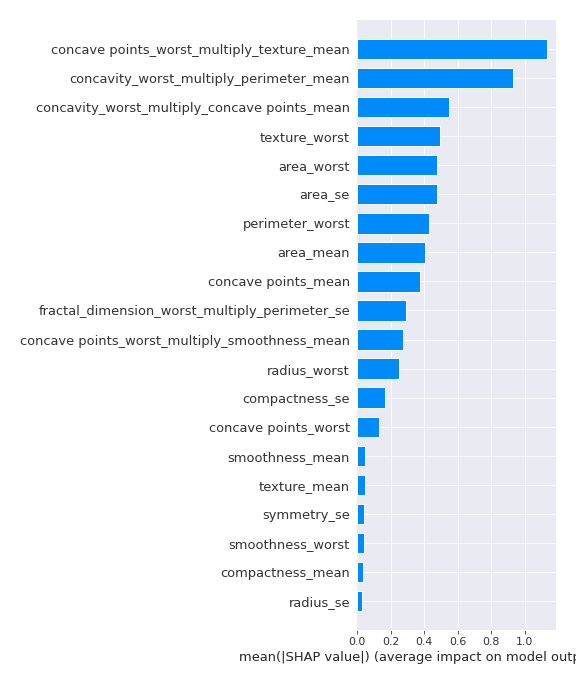 concave points_worst_multiply_texture_mean
concavity_worst_multiply_perimeter_mean
concavity_worst_multiply_concave points_mean
texture_worst
area_worst
area_se
perimeter_worst
area_mean
concave points_mean
fractal_dimension_worst_multiply_perimeter_se
concave points_worst_multiply_smoothness_mean
radius_worst
compactness_se
concave points_worst
smoothness_mean
texture_mean
symmetry_se
smoothness_worst
compactness_mean
radius_se
0.0 0.2 0.4 0.6 0.8 1.0
mean(|SHAP value|) (average impact on model outp